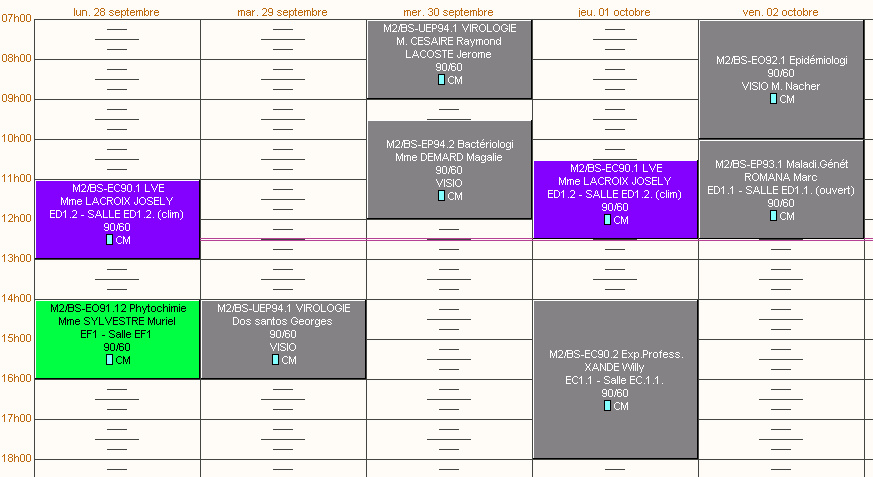 lun. 28 septembre
mar. 29 septembre
mer. 30 septembre
jeu. 01 octobre
ven. 02 octobre
07h00
08h00
09h00
10h00
11h00
12h00
13h00
14h00
15h00
16h00
17h00
18h00
M2/BS-EC90.1 LVE
Mme LACROIX JOSELY
ED1.2 - SALLE ED1.2. (clim)
90/60
CM
M2/BS-EO91.12 Phytochimie
Mme SYLVESTRE Muriel
EF1 - Salle EF1
90/60
CM
M2/BS-UEP94.1 VIROLOGIE
Dos santos Georges
90/60
VISIO
CM
M2/BS-UEP94.1 VIROLOGIE
M. CESAIRE Raymond
LACOSTE Jerome
90/60
CM
M2/BS-EP94.2 Bactériologi
Mme DEMARD Magalie
90/60
VISIO
CM
M2/BS-EC90.1 LVE
Mme LACROIX JOSELY
ED1.2 - SALLE ED1.2. (clim)
90/60
CM
M2/BS-EC90.2 Exp.Profess.
XANDE Willy
EC1.1 - Salle EC.1.1.
90/60
CM
M2/BS-EO92.1 Epidémiologi
90/60
VISIO M. Nacher
CM
M2/BS-EP93.1 Maladi.Génét
ROMANA Marc
ED1.1 - SALLE ED1.1. (ouvert)
90/60
CM